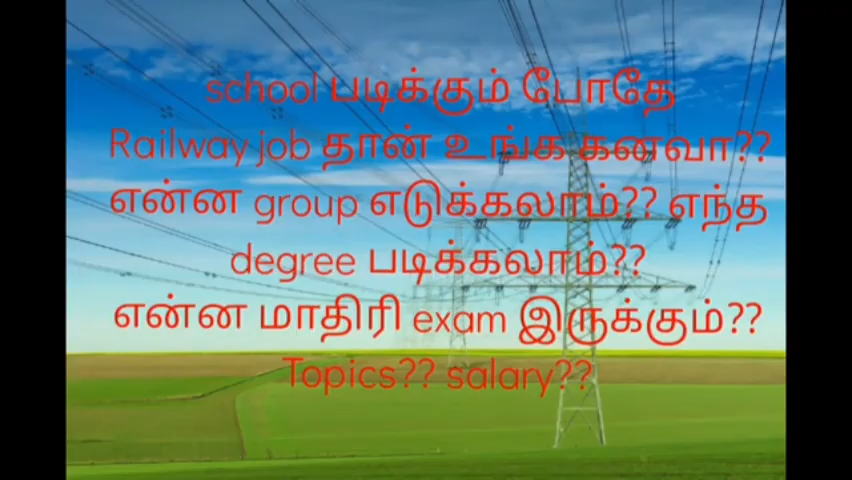 school படிக்கும் போதே
Railway job தான் உங்க கனவா??
என்ன group எடுக்கலாம்?? எந்த
degree படிக்கலாம்??
என்ன மாதிரி exam இருக்கும்??
Topics?? salary??